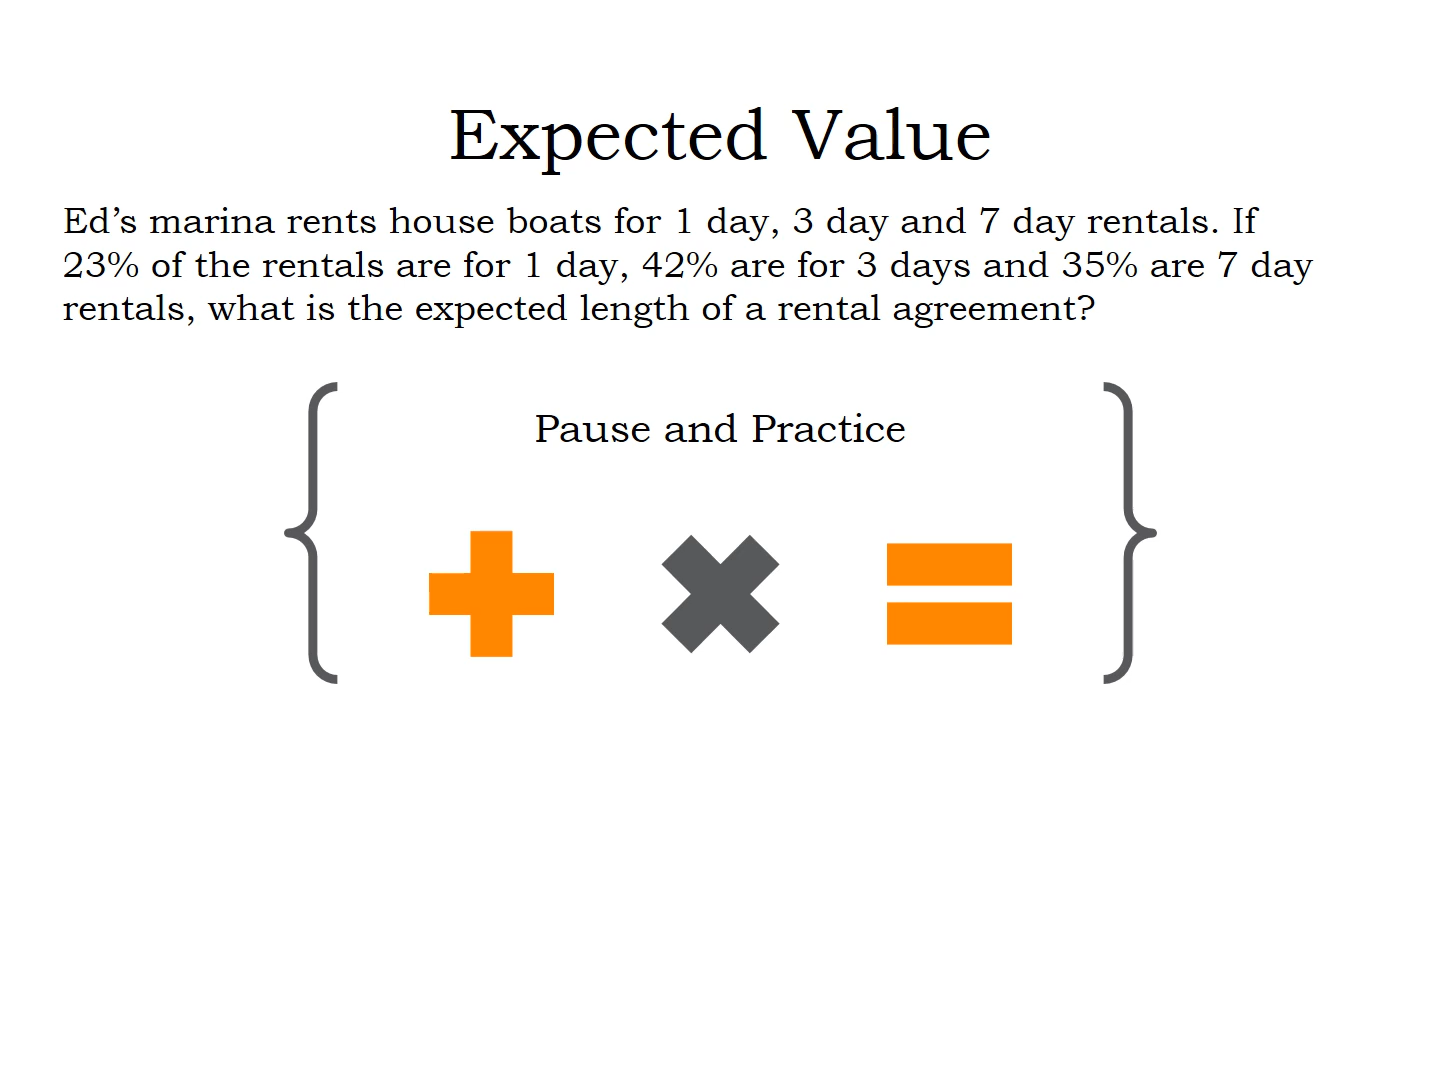 Expected Value
Ed’s marina rents house boats for 1 day, 3 day and 7 day rentals. If
23% of the rentals are for 1 day, 42% are for 3 days and 35% are 7 day
rentals, what is the expected length of a rental agreement?
Pause and Practice